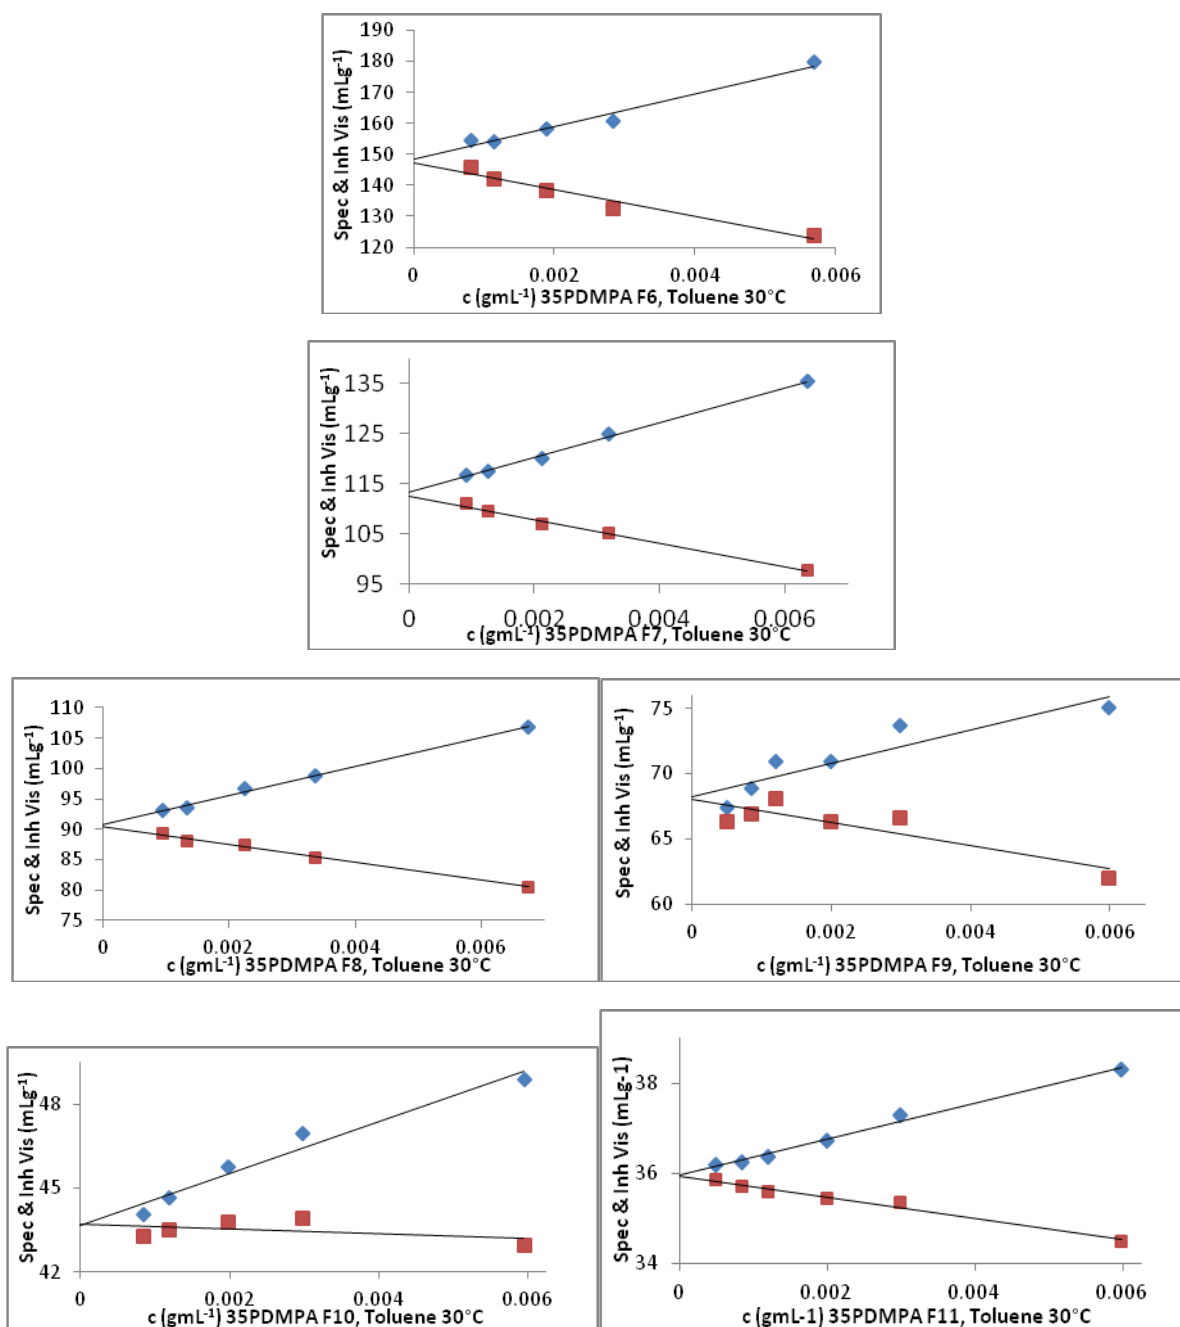 Spec & Inh Vis (mLg⁻¹)
190
180
170
160
150
140
130
120
0 0.002 0.004 0.006
c (gmL⁻¹) 35PDMPA F6, Toluene 30°C
Spec & Inh Vis (mLg⁻¹)
135
125
115
105
95
0 0.002 0.004 0.006
c (gmL⁻¹) 35PDMPA F7, Toluene 30°C
Spec & Inh Vis (mLg⁻¹)
110
105
100
95
90
85
80
75
0 0.002 0.004 0.006
c (gmL⁻¹) 35PDMPA F8, Toluene 30°C
Spec & Inh Vis (mLg⁻¹)
75
70
65
60
0 0.002 0.004 0.006
c (gmL⁻¹) 35PDMPA F9, Toluene 30°C
Spec & Inh Vis (mLg⁻¹)
48
45
42
0 0.002 0.004 0.006
c (gmL⁻¹) 35PDMPA F10, Toluene 30°C
Spec & Inh Vis (mLg-1)
38
36
34
0 0.002 0.004 0.006
c (gmL-1) 35PDMPA F11, Toluene 30°C